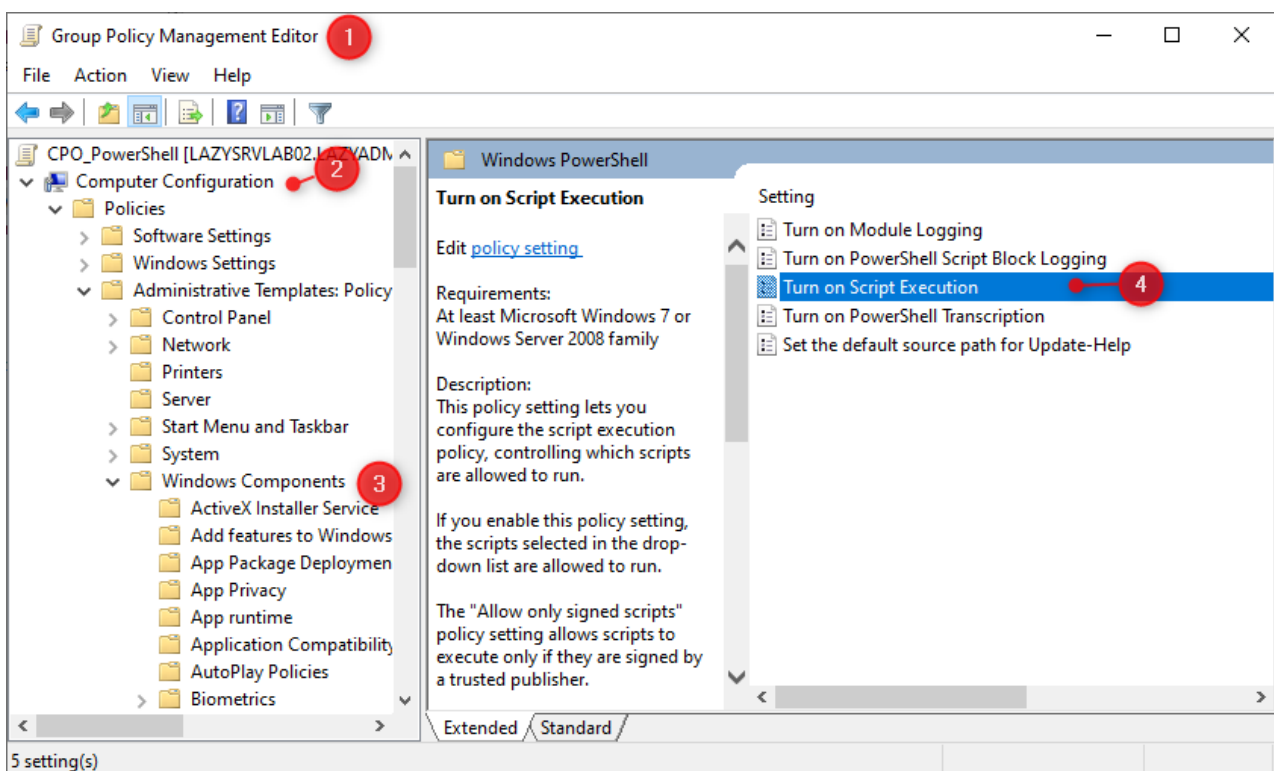 Group Policy Management Editor
1
File Action View Help
CPO_PowerShell [LAZYSRVLAB02.LAZYADM
2
Computer Configuration
Policies
Software Settings
Windows Settings
Administrative Templates: Policy
Control Panel
Network
Printers
Server
Start Menu and Taskbar
System
Windows Components
3
ActiveX Installer Service
Add features to Windows
App Package Deploymen
App Privacy
App runtime
Application Compatibility
AutoPlay Policies
Biometrics
Windows PowerShell
Turn on Script Execution
Edit policy setting
Requirements:
At least Microsoft Windows 7 or
Windows Server 2008 family
Description:
This policy setting lets you
configure the script execution
policy, controlling which scripts
are allowed to run.
If you enable this policy setting,
the scripts selected in the drop-
down list are allowed to run.
The "Allow only signed scripts"
policy setting allows scripts to
execute only if they are signed by
a trusted publisher.
Setting
Turn on Module Logging
Turn on PowerShell Script Block Logging
Turn on Script Execution
4
Turn on PowerShell Transcription
Set the default source path for Update-Help
Extended Standard
5 setting(s)